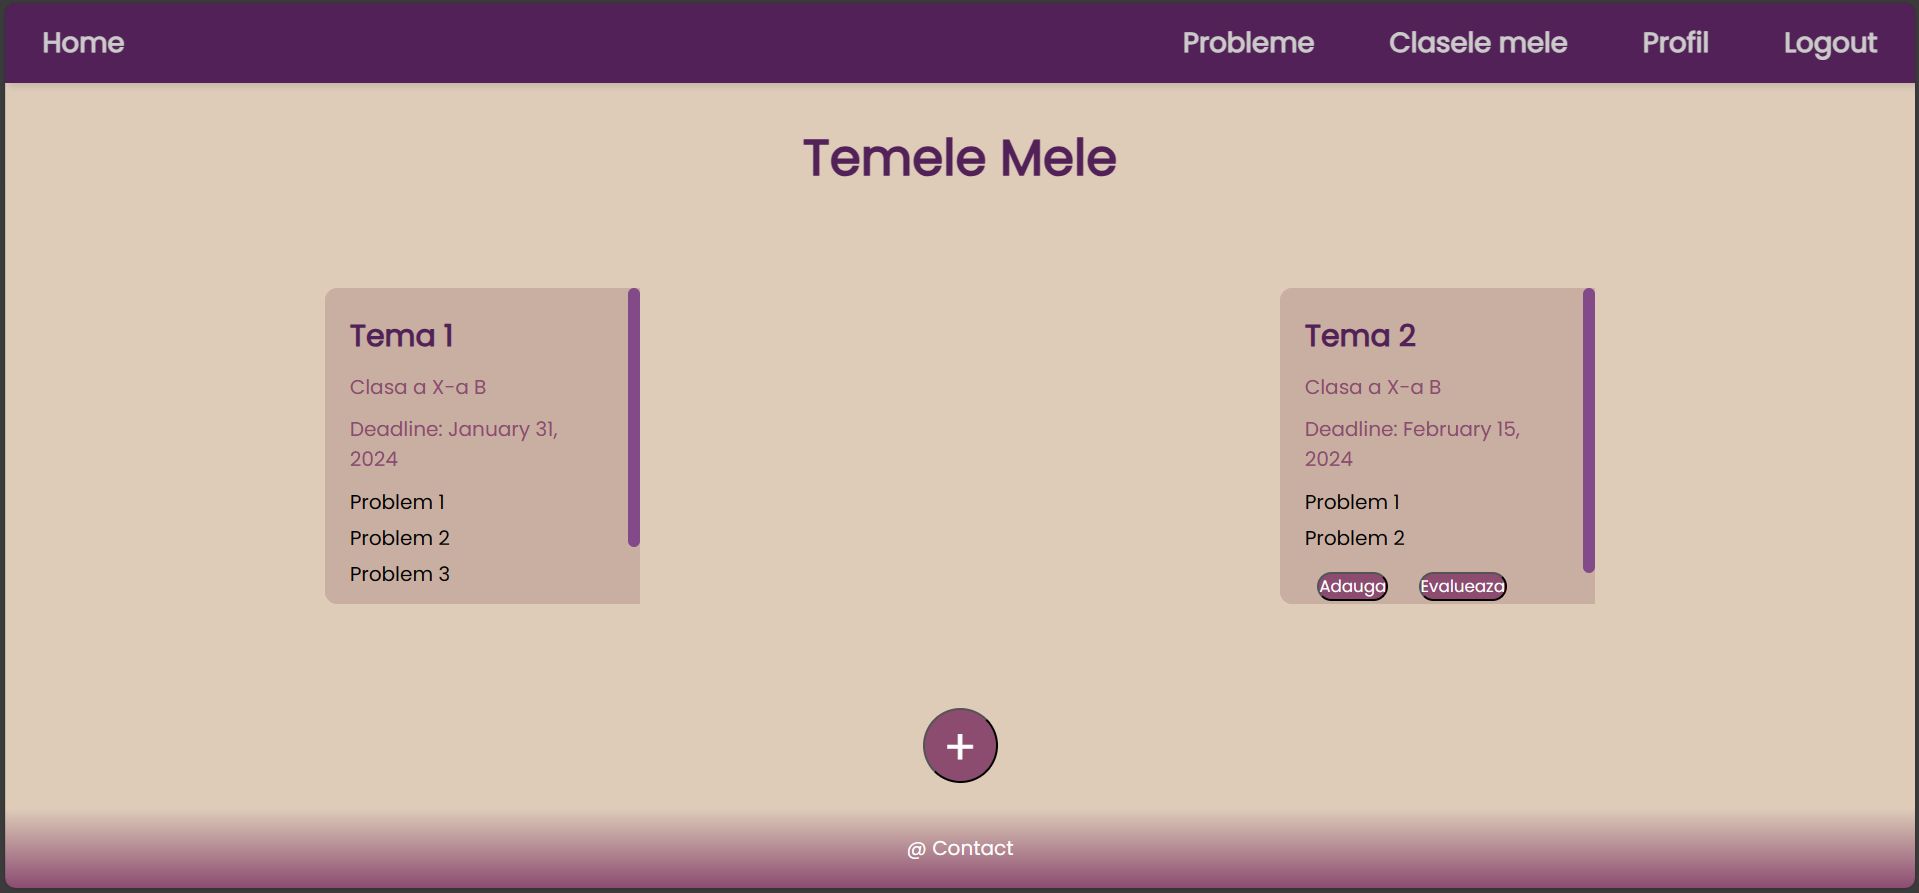 Home Probleme Clasele mele Profil Logout
Temele Mele
Tema 1
Clasa a X-a B
Deadline: January 31,
2024
Problem 1
Problem 2
Problem 3
Tema 2
Clasa a X-a B
Deadline: February 15,
2024
Problem 1
Problem 2
Adauga Evalueaza
+
@ Contact